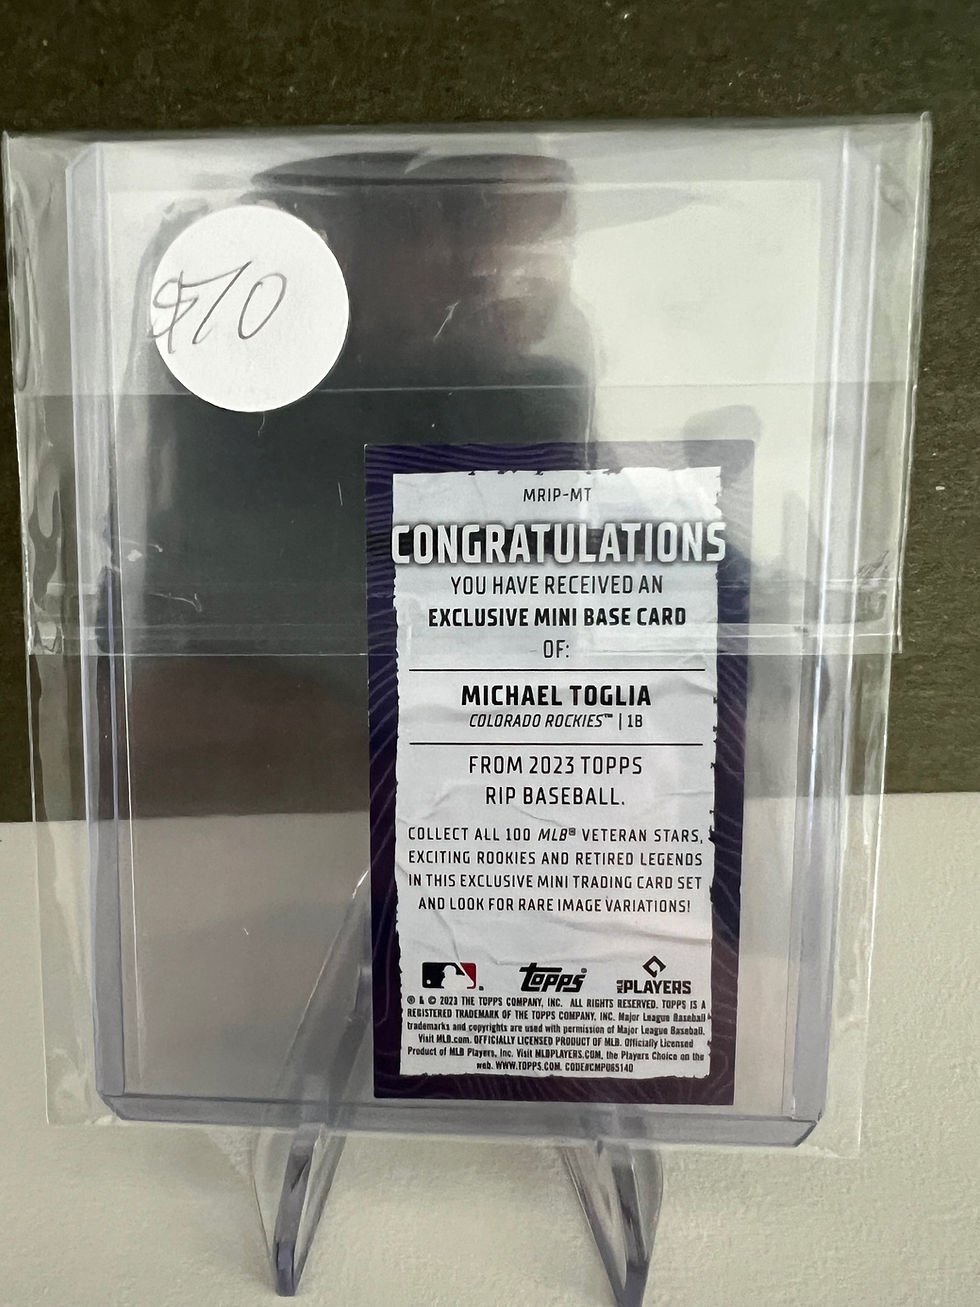 $70
MRIP-MT
CONGRATULATIONS
YOU HAVE RECEIVED AN
EXCLUSIVE MINI BASE CARD
OF:
MICHAEL TOGLIA
COLORADO ROCKIES™ | 1B
FROM 2023 TOPPS
RIP BASEBALL.
COLLECT ALL 100 MLB® VETERAN STARS,
EXCITING ROOKIES AND RETIRED LEGENDS
IN THIS EXCLUSIVE MINI TRADING CARD SET
AND LOOK FOR RARE IMAGE VARIATIONS!
topps MLB PLAYERS
® & © 2023 THE TOPPS COMPANY, INC. ALL RIGHTS RESERVED. TOPPS IS A
REGISTERED TRADEMARK OF THE TOPPS COMPANY, INC. Major League Baseball
trademarks and copyrights are used with permission of Major League Baseball.
Visit MLB.com. OFFICIALLY LICENSED PRODUCT OF MLB. Officially Licensed
Product of MLB Players, Inc. Visit MLBPLAYERS.COM, the Players Choice on the
web. WWW.TOPPS.COM. CODE#CMP065140